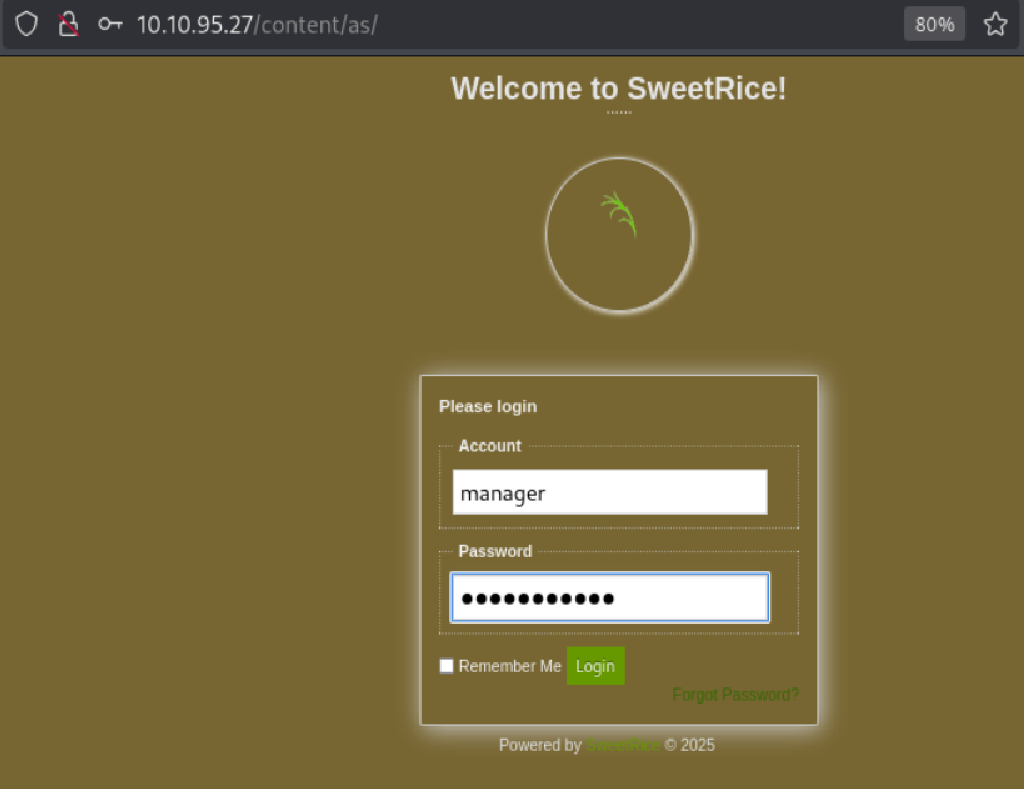 10.10.95.27/content/as/
80%
Welcome to SweetRice!
Please login
Account
manager
Password
•••••••••••
Remember Me Login
Forgot Password?
Powered by SweetRice © 2025